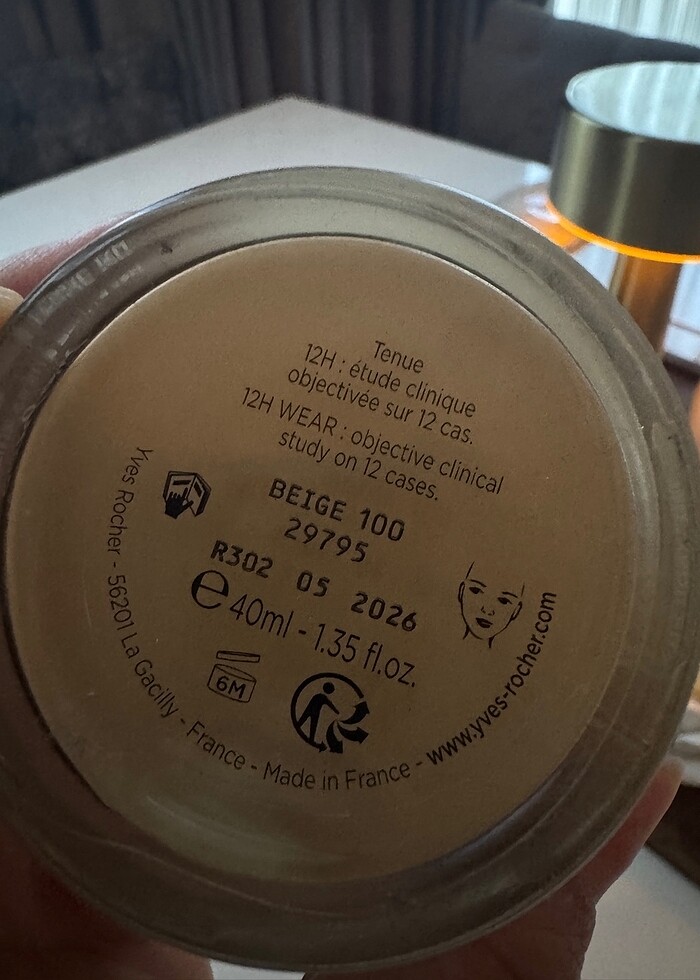 Tenue
12H : étude clinique
objectivée sur 12 cas.
12H WEAR : objective clinical
study on 12 cases.
BEIGE 100
29795
R302 05 2026
e 40ml - 1.35 fl.oz.
6M
Yves Rocher - 56201 La Gacilly - France - Made in France - www.yves-rocher.com